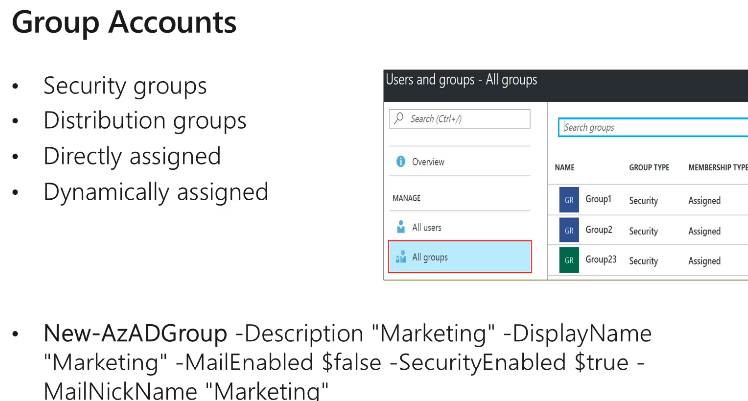 Group Accounts
• Security groups
• Distribution groups
• Directly assigned
• Dynamically assigned
Users and groups - All groups
Search (Ctrl+/)
Overview
MANAGE
All users
All groups
Search groups
NAME GROUP TYPE MEMBERSHIP TYPE
GR Group1 Security Assigned
GR Group2 Security Assigned
GR Group23 Security Assigned
• New-AzADGroup -Description "Marketing" -DisplayName
"Marketing" -MailEnabled $false -SecurityEnabled $true -
MailNickName "Marketing"